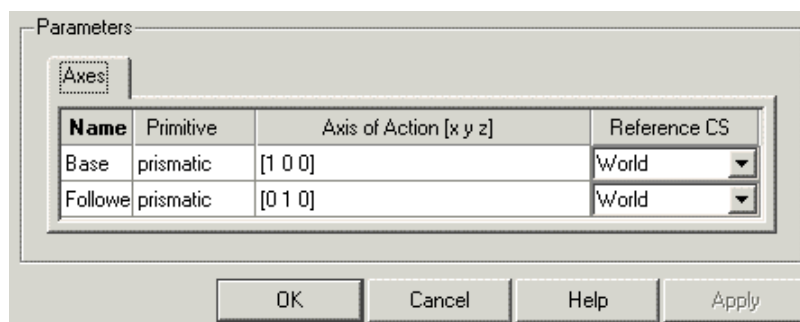 Parameters
Axes
Name Primitive Axis of Action [x y z] Reference CS
Base prismatic [1 0 0] World
Followe prismatic [0 1 0] World
OK Cancel Help Apply